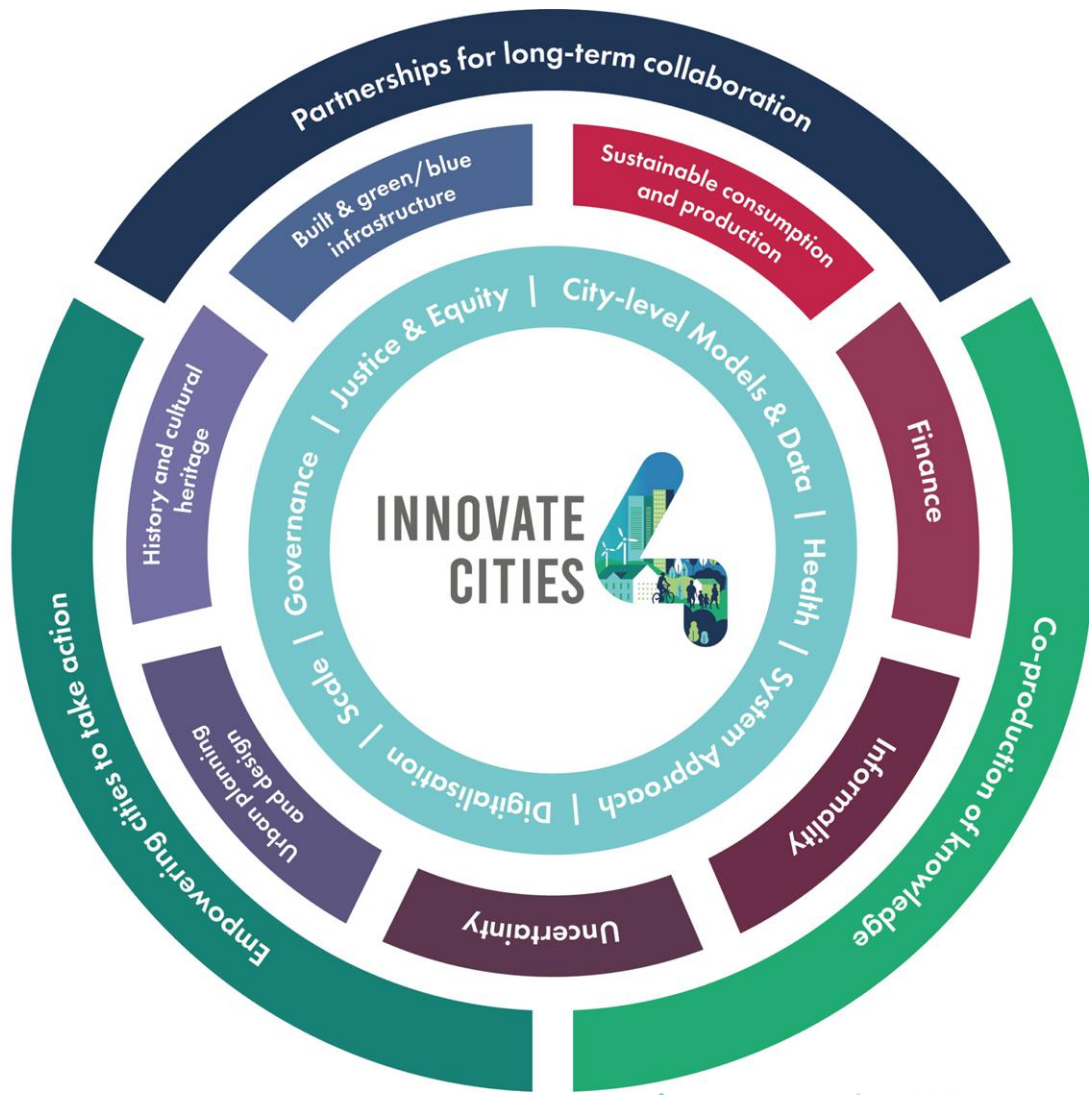 Partnerships for long-term collaboration
Built & green/blue
infrastructure
Sustainable consumption
and production
Justice & Equity | City-level Models & Data | Health | System Approach | Digitalisation | Scale | Governance |
History and cultural
heritage
Finance
INNOVATE
CITIES
4
Informality
Urban planning
and design
Uncertainty
Empowering cities to take action
Co-production of knowledge